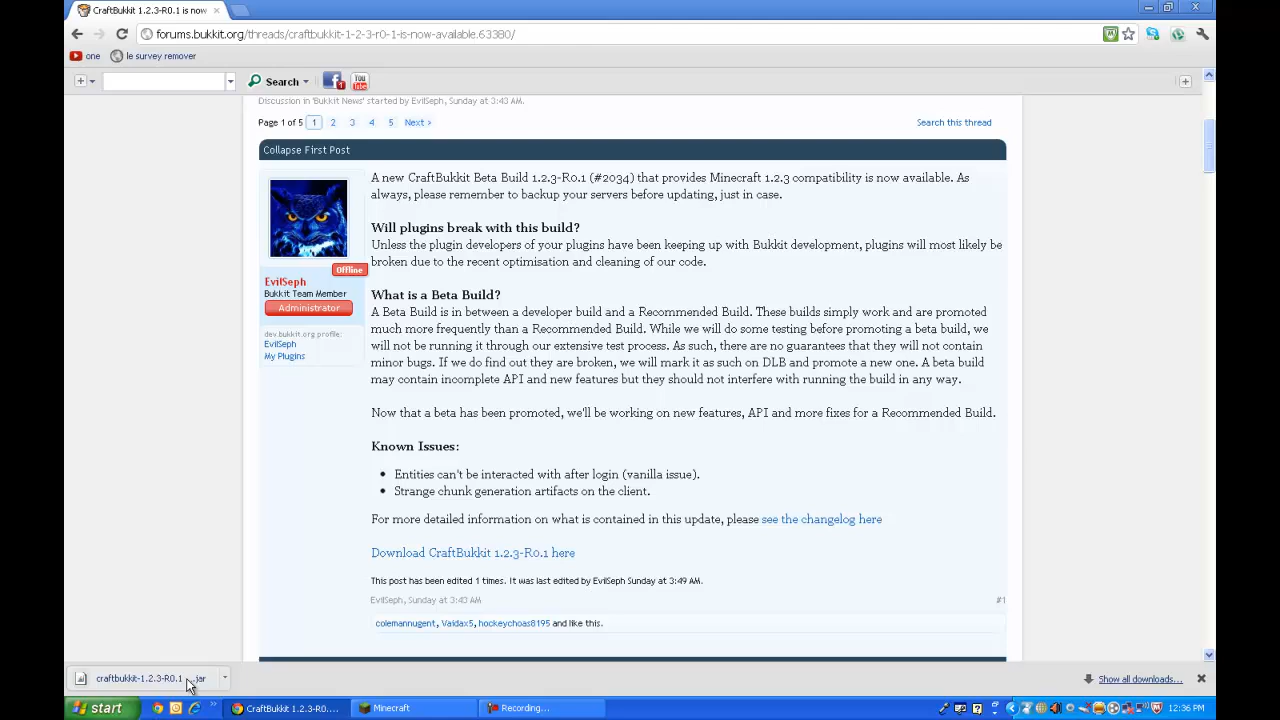 CraftBukkit 1.2.3-R0.1 is now
forums.bukkit.org/threads/craftbukkit-1-2-3-r0-1-is-now-available.63380/
one le survey remover
Search
Discussion in 'Bukkit News' started by EvilSeph, Sunday at 3:43 AM.
Page 1 of 5 1 2 3 4 5 Next > Search this thread
Collapse First Post
A new CraftBukkit Beta Build 1.2.3-R0.1 (#2034) that provides Minecraft 1.2.3 compatibility is now available. As
always, please remember to backup your servers before updating, just in case.
Will plugins break with this build?
Unless the plugin developers of your plugins have been keeping up with Bukkit development, plugins will most likely be
broken due to the recent optimisation and cleaning of our code.
Offline
EvilSeph
Bukkit Team Member
Administrator
dev.bukkit.org profile:
EvilSeph
My Plugins
What is a Beta Build?
A Beta Build is in between a developer build and a Recommended Build. These builds simply work and are promoted
much more frequently than a Recommended Build. While we will do some testing before promoting a beta build, we
will not be running it through our extensive test process. As such, there are no guarantees that they will not contain
minor bugs. If we do find out they are broken, we will mark it as such on DLB and promote a new one. A beta build
may contain incomplete API and new features but they should not interfere with running the build in any way.
Now that a beta has been promoted, we'll be working on new features, API and more fixes for a Recommended Build.
Known Issues:
Entities can't be interacted with after login (vanilla issue).
Strange chunk generation artifacts on the client.
For more detailed information on what is contained in this update, please see the changelog here
Download CraftBukkit 1.2.3-R0.1 here
This post has been edited 1 times. It was last edited by EvilSeph Sunday at 3:49 AM.
EvilSeph, Sunday at 3:43 AM #1
colemannugent, Vaidax5, hockeychoas8195 and like this.
craftbukkit-1.2.3-R0.1....jar Show all downloads...
start CraftBukkit 1.2.3-R0.... Minecraft Recording... 12:36 PM